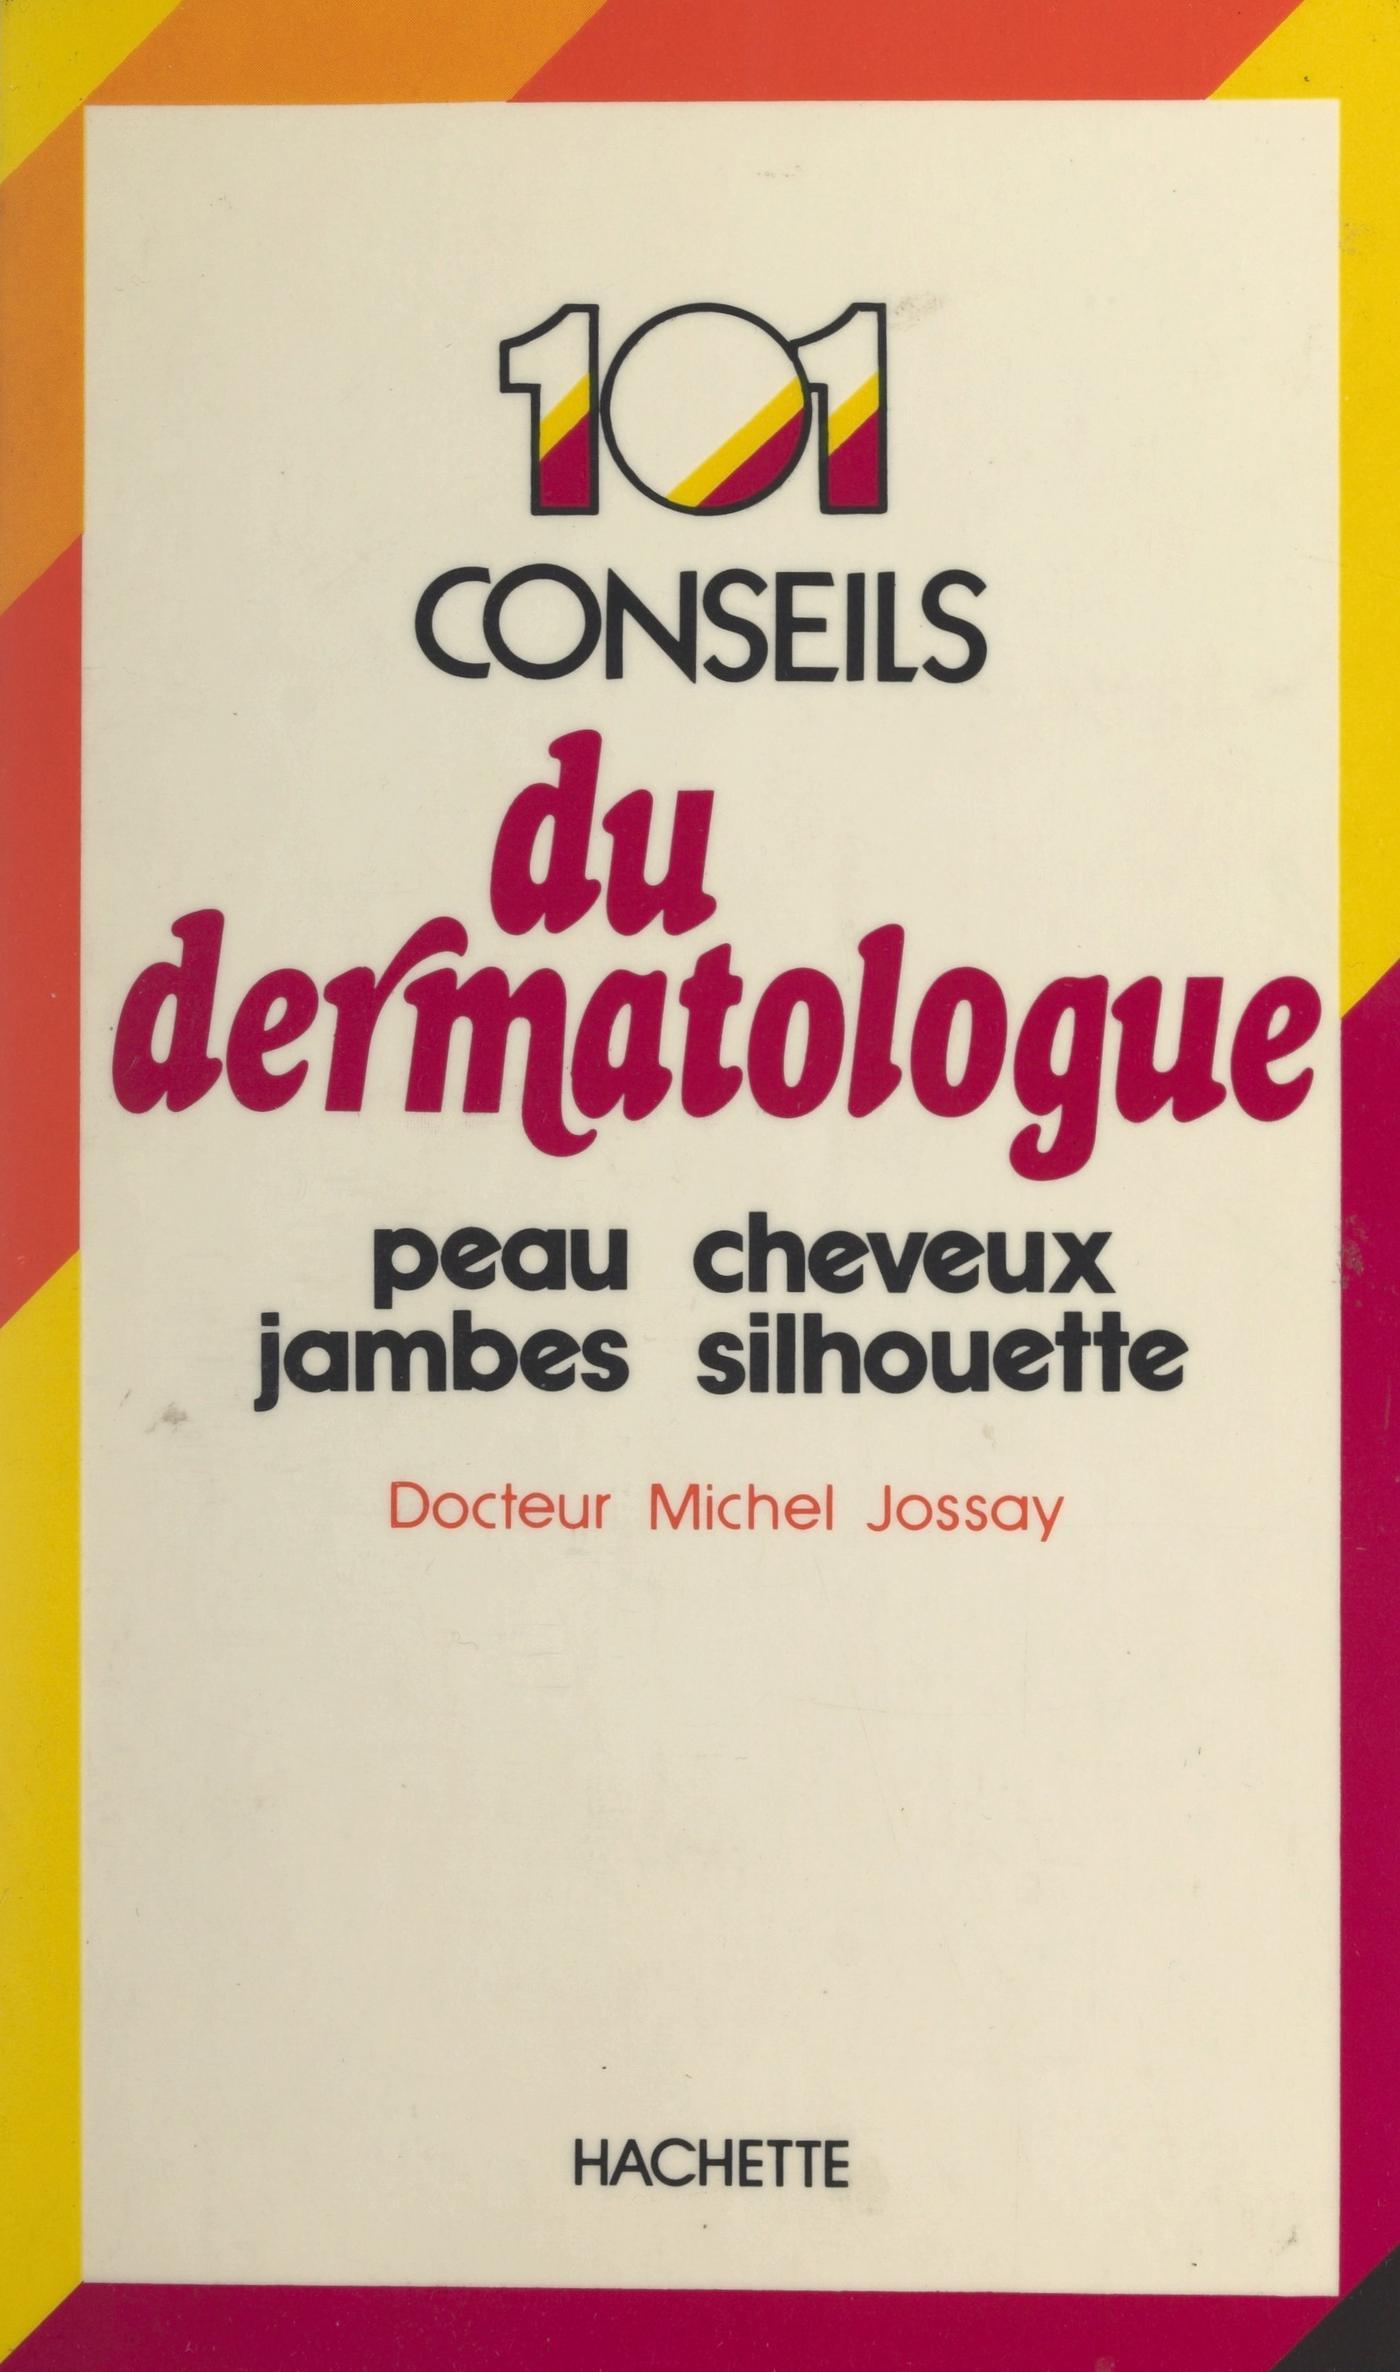 101
CONSEILS
du
dermatologue
peau cheveux
jambes silhouette
Docteur Michel Jossay
HACHETTE